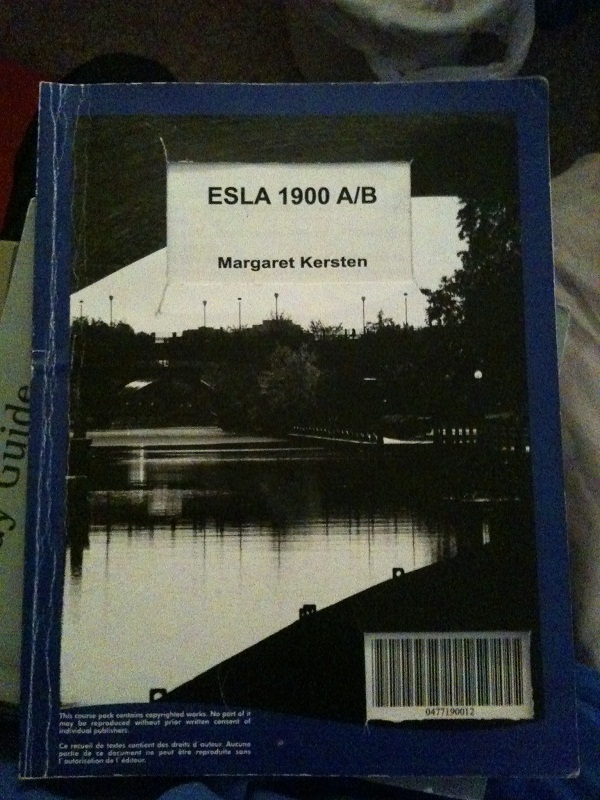 ESLA 1900 A/B
Margaret Kersten
y Guide
0477190012
This course pack contains copyrighted works. No part of it
may be reproduced without prior written consent of
individual publishers.
Ce recueil de textes contient des droits d'auteur. Aucune
partie de ce document ne peut être reproduite sans
l'autorisation de l'éditeur.